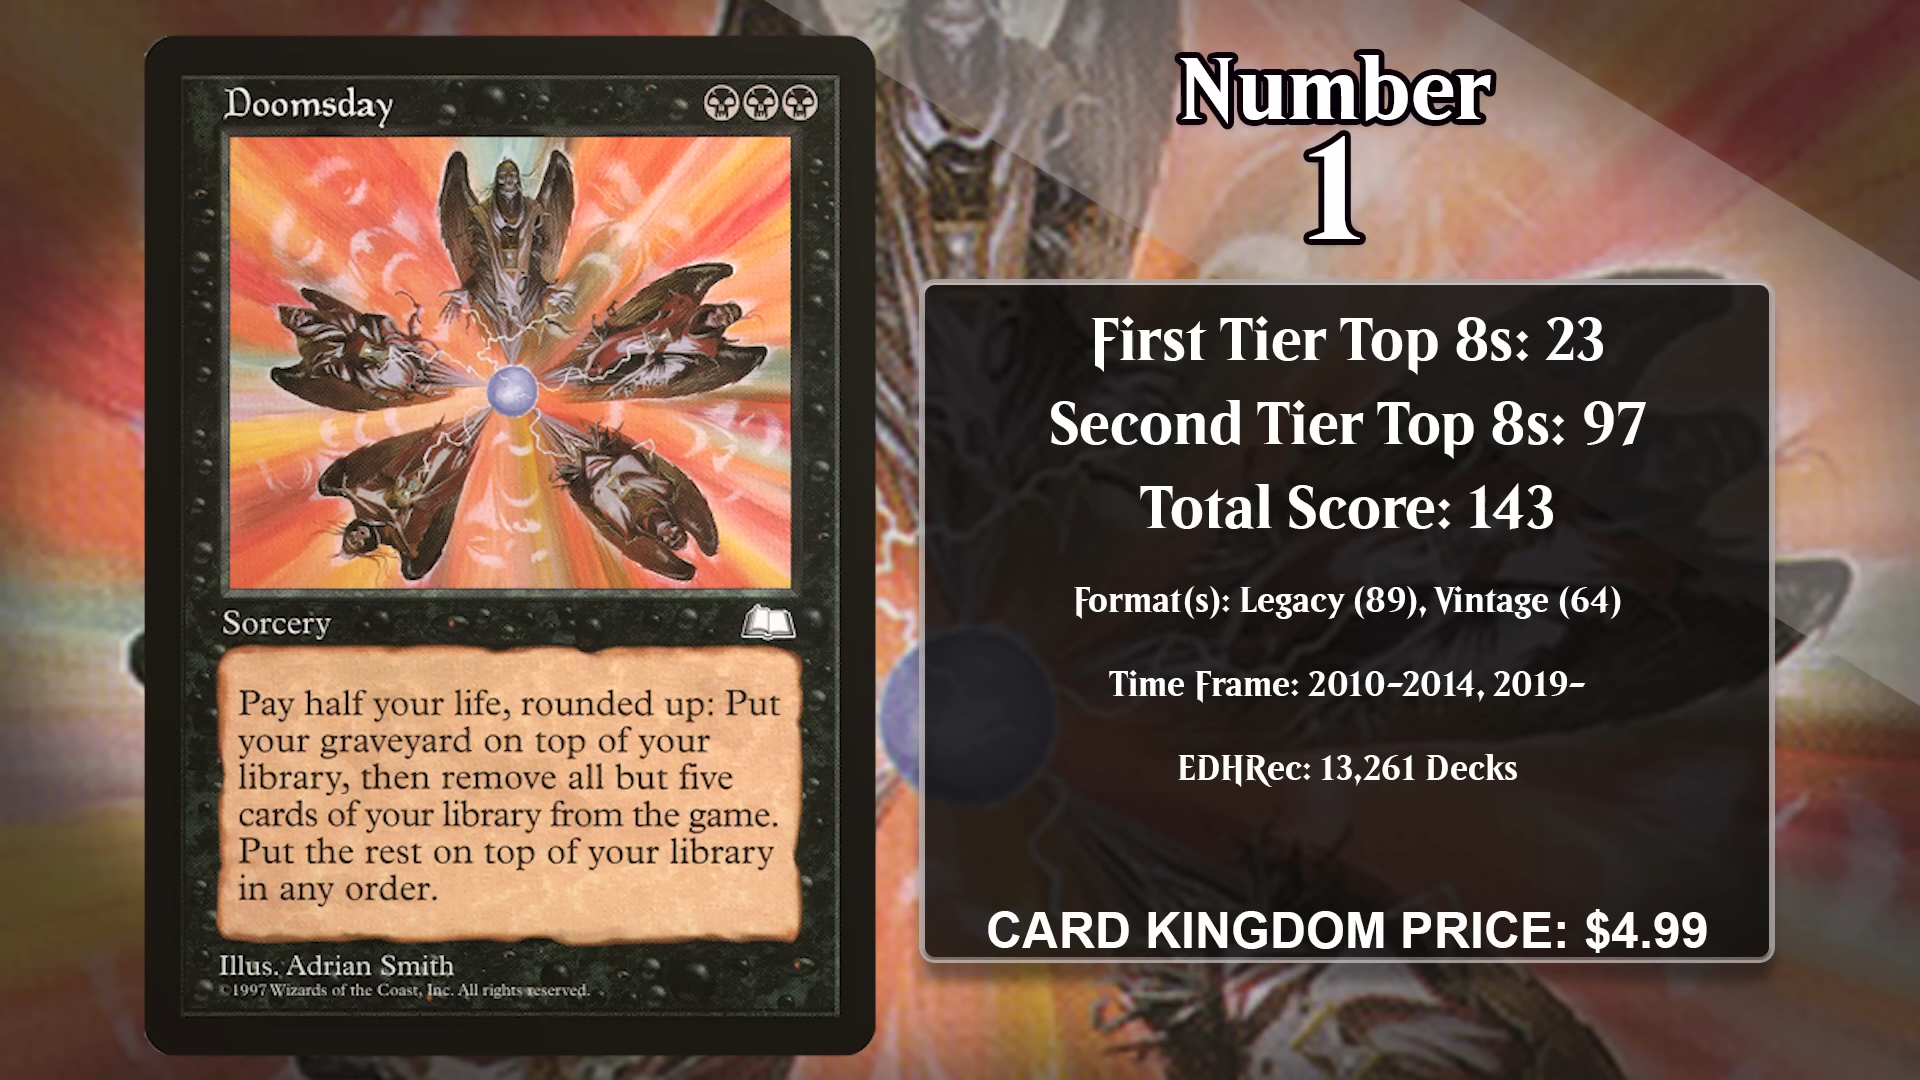 Doomsday
Number
1
First Tier Top 8s: 23
Second Tier Top 8s: 97
Total Score: 143
Format(s): Legacy (89), Vintage (64)
Time Frame: 2010-2014, 2019-
EDHRec: 13,261 Decks
CARD KINGDOM PRICE: $4.99
Sorcery
Pay half your life, rounded up: Put
your graveyard on top of your
library, then remove all but five
cards of your library from the game.
Put the rest on top of your library
in any order.
Illus. Adrian Smith
©1997 Wizards of the Coast, Inc. All rights reserved.